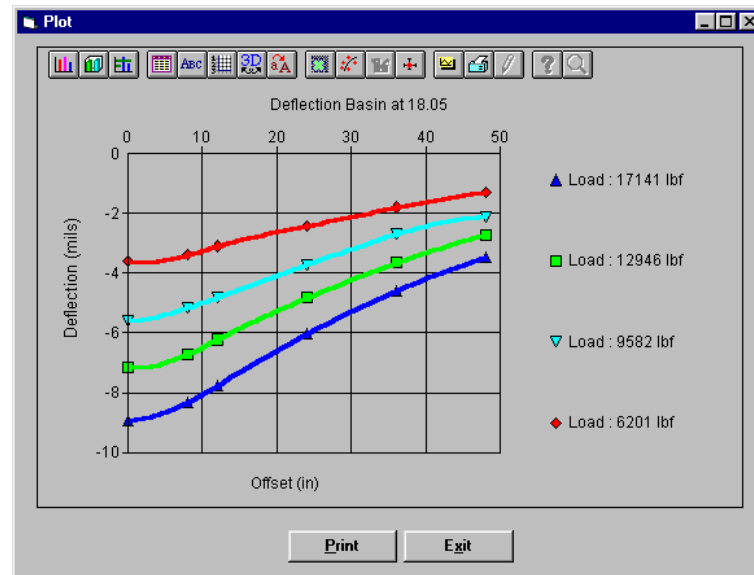 Plot
ABC
3D
A
Deflection Basin at 18.05
0 10 20 30 40 50
0
-2
-4
-6
-8
-10
Deflection (mils)
Offset (in)
Load : 17141 lbf
Load : 12946 lbf
Load : 9582 lbf
Load : 6201 lbf
Print Exit